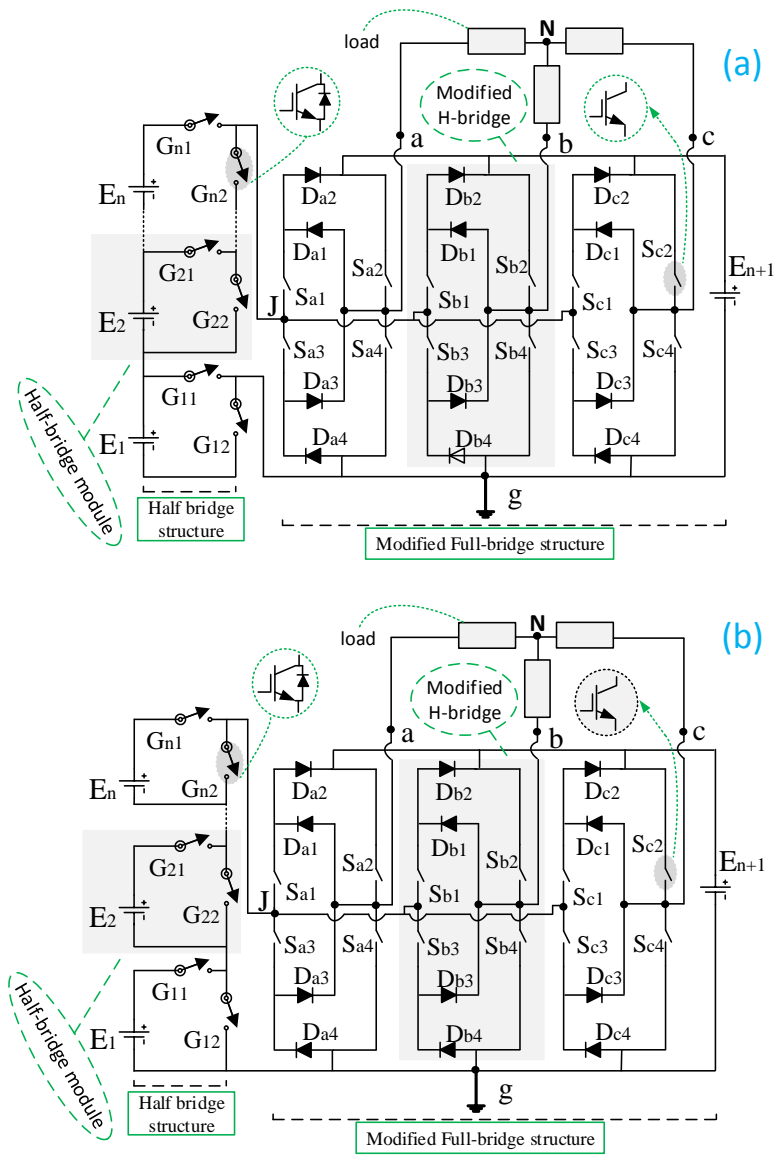 (a)
load
N
Modified
H-bridge
a
b
c
Gn1
Gn2
En
Da2
Db2
Dc2
Da1
Db1
Dc1
G21
Sa2
Sb2
Sc2
En+1
E2
G22
J
Sa1
Sb1
Sc1
Sa3
Sa4
Sb3
Sb4
Sc3
Sc4
G11
Da3
Db3
Dc3
E1
G12
Da4
Db4
Dc4
Half-bridge module
g
Half bridge
structure
Modified Full-bridge structure
(b)
load
N
Modified
H-bridge
a
b
c
Gn1
Gn2
En
Da2
Db2
Dc2
Da1
Db1
Dc1
G21
Sa2
Sb2
Sc2
En+1
E2
G22
J
Sa1
Sb1
Sc1
Sa3
Sa4
Sb3
Sb4
Sc3
Sc4
G11
Da3
Db3
Dc3
E1
G12
Da4
Db4
Dc4
Half-bridge module
g
Half bridge
structure
Modified Full-bridge structure